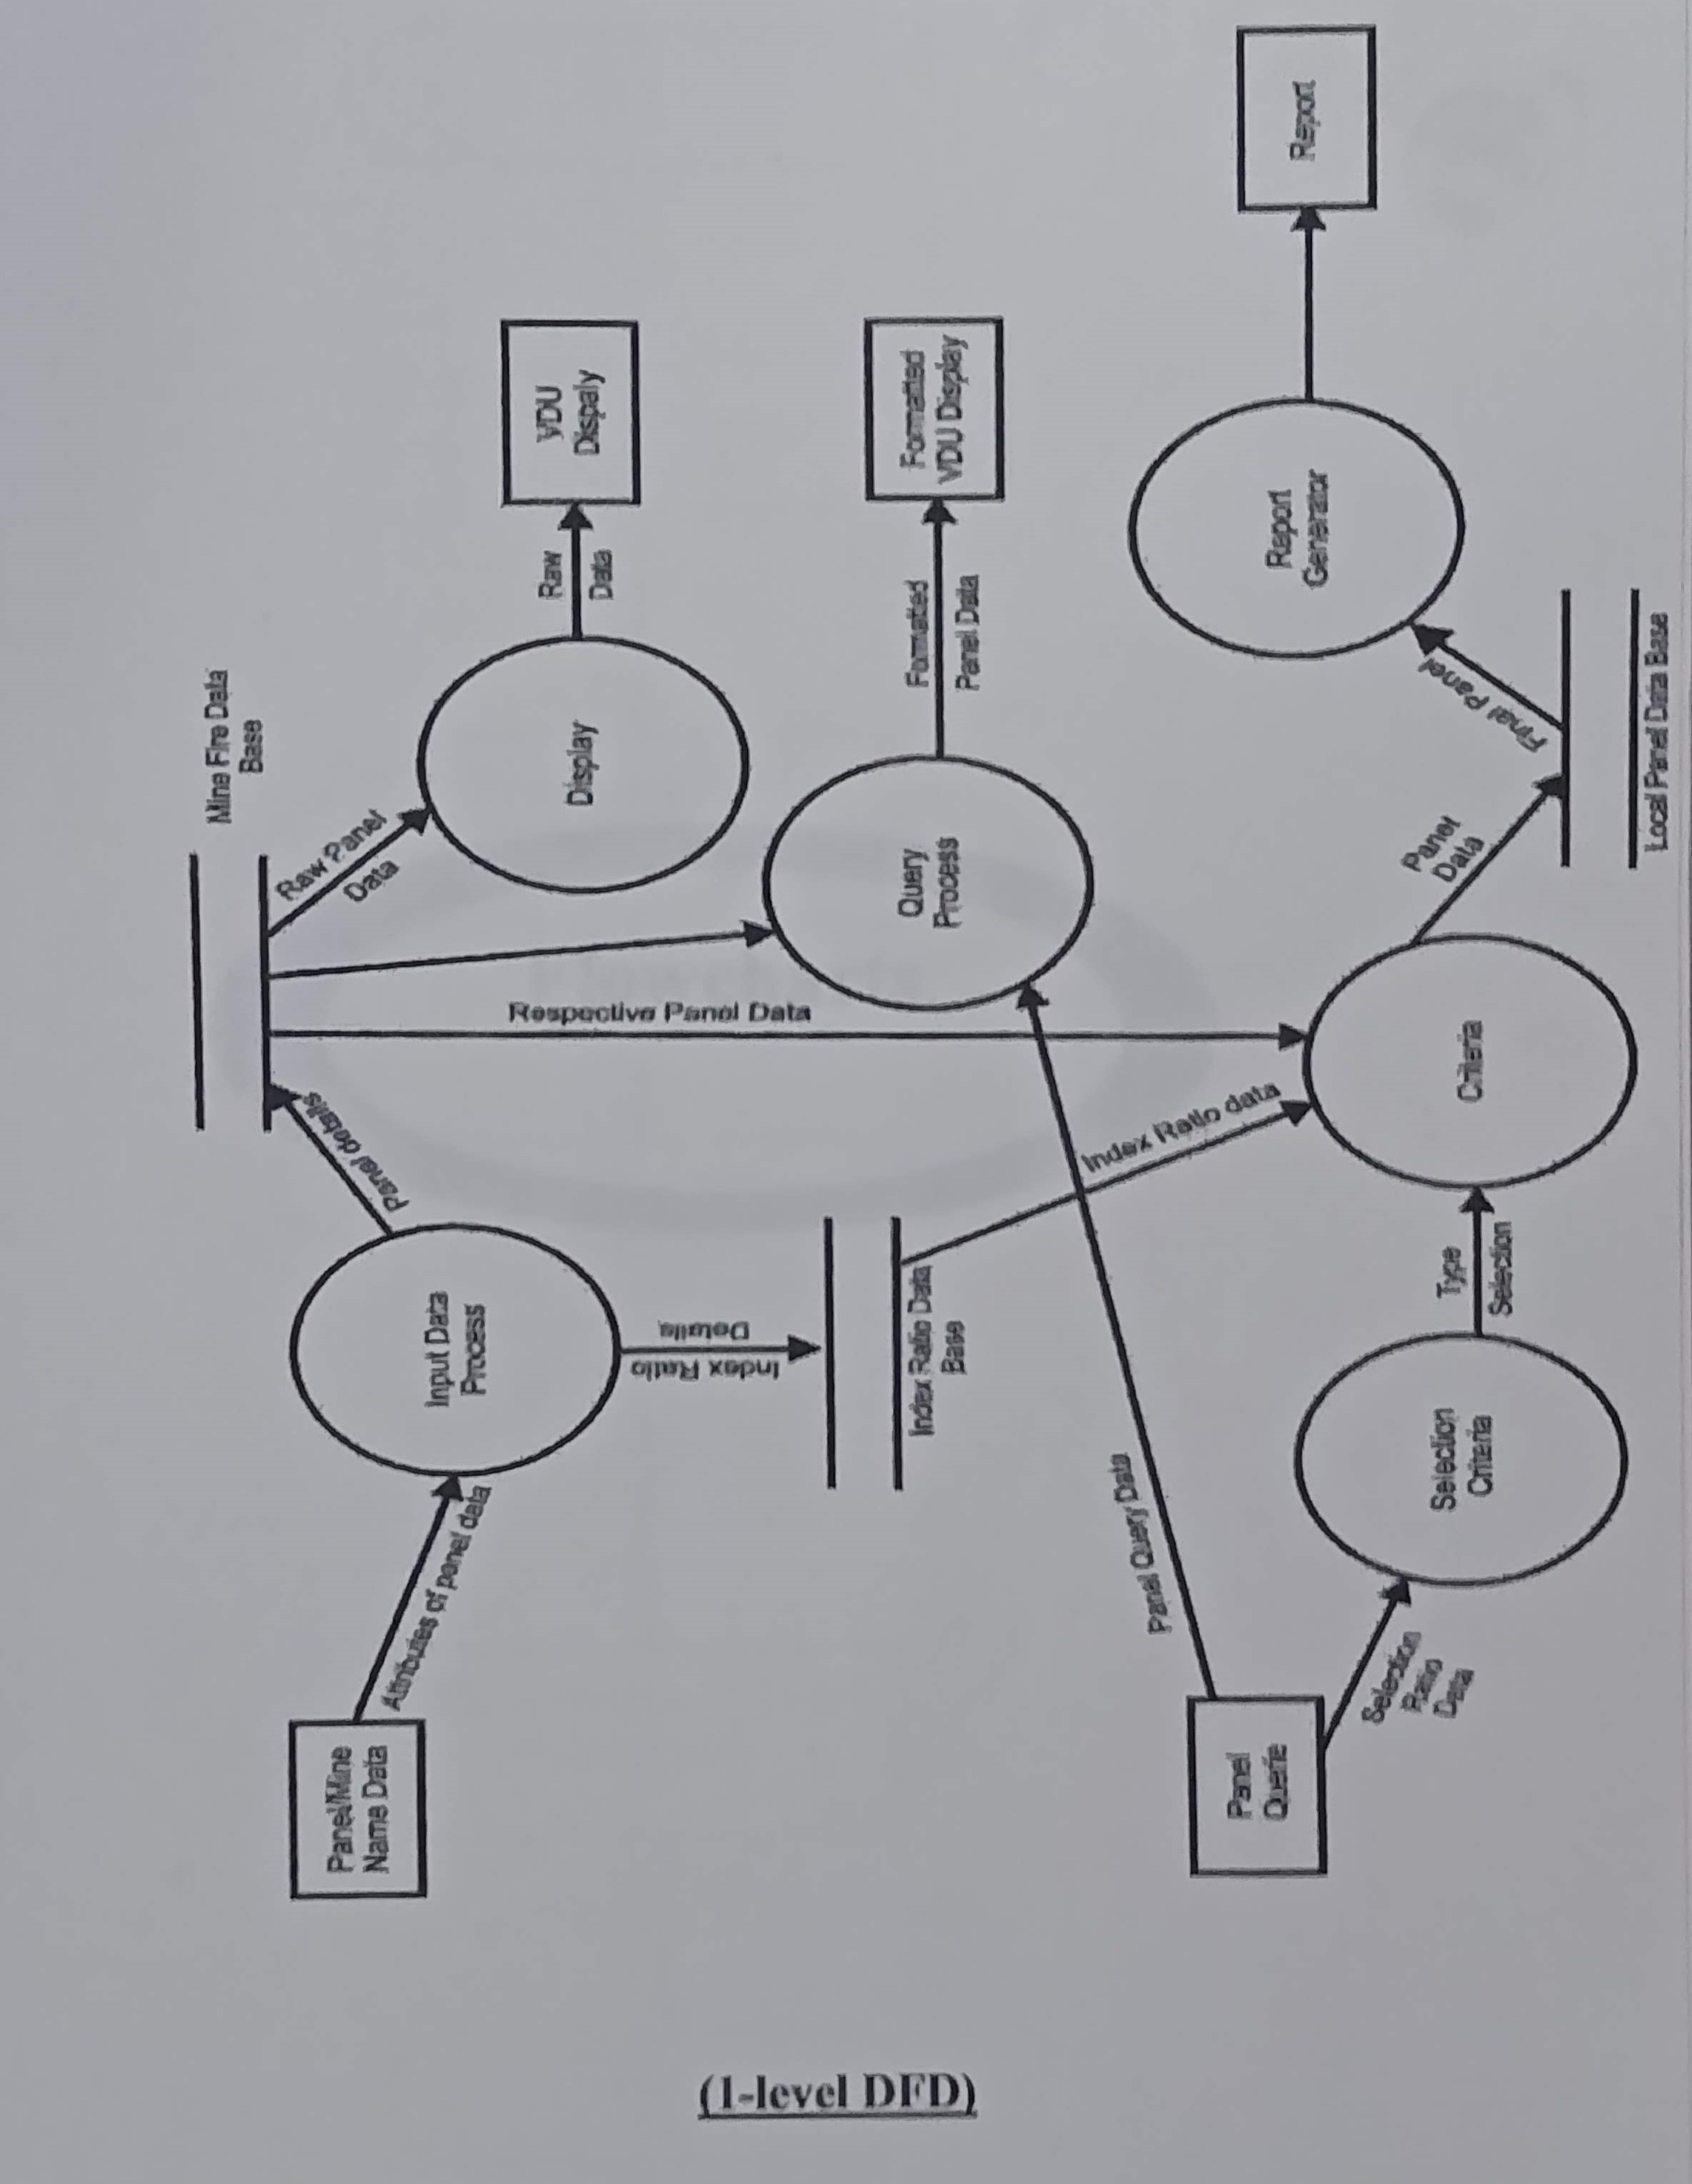 Mine Fire Data
Base
Panel details
Raw Panel
Data
Panel/Mine
Name Data
Attributes of panel data
Input Data
Process
Display
Raw
Data
VDU
Dispaly
Index Ratio
Details
Index Ratio Data
Base
Respective Panel Data
Query
Process
Formatted
Panel Data
Formatted
VDU Display
Index Ratio data
Panel Query Data
Panel
Querie
Selection
Ratio
Data
Selection
Criteria
Type
Selection
Criteria
Panel
Data
Final Panel
Local Panel Data Base
Report
Generator
Report
(1-level DFD)